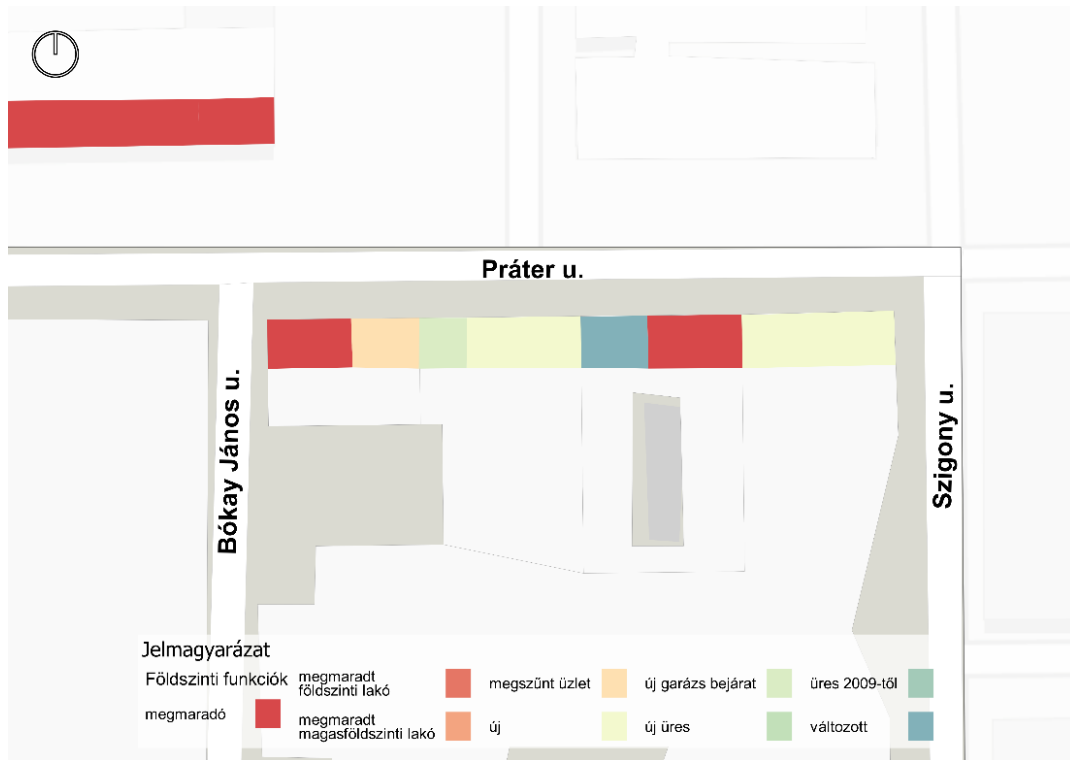 Práter u.
Bókay János u.
Szigony u.
Jelmagyarázat
Földszinti funkciók
megmaradó
megmaradt
földszinti lakó
megmaradt
magasföldszinti lakó
megszűnt üzlet
új
új garázs bejárat
új üres
üres 2009-től
változott